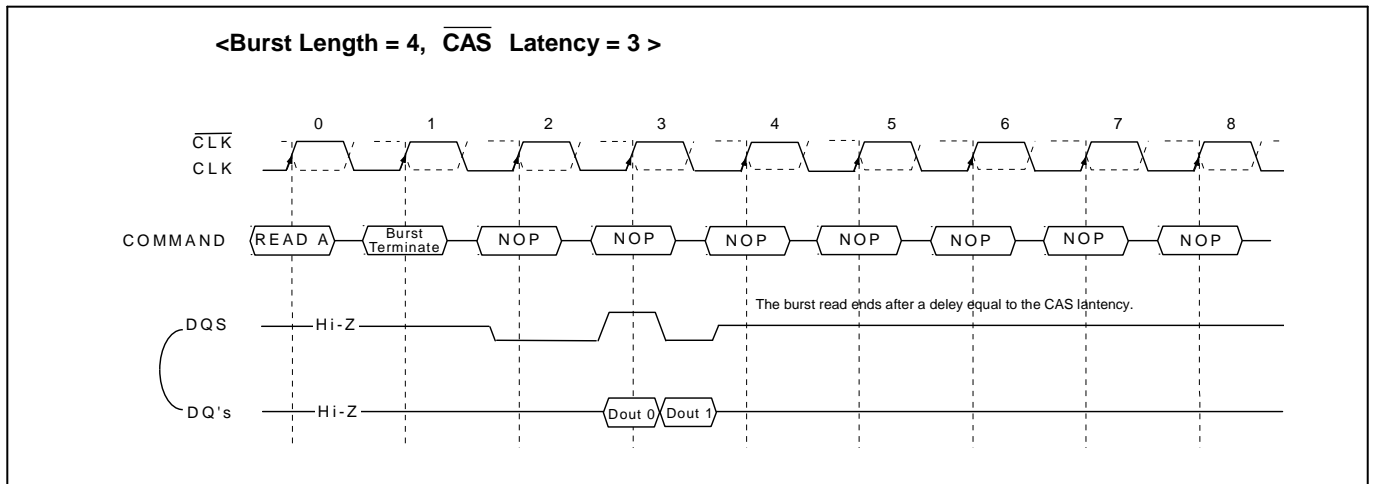 <Burst Length = 4, CAS Latency = 3 >
0 1 2 3 4 5 6 7 8
CLK
CLK
COMMAND READ A Burst Terminate NOP NOP NOP NOP NOP NOP NOP
The burst read ends after a deley equal to the CAS lantency.
DQS Hi-Z
DQ's Hi-Z Dout 0 Dout 1